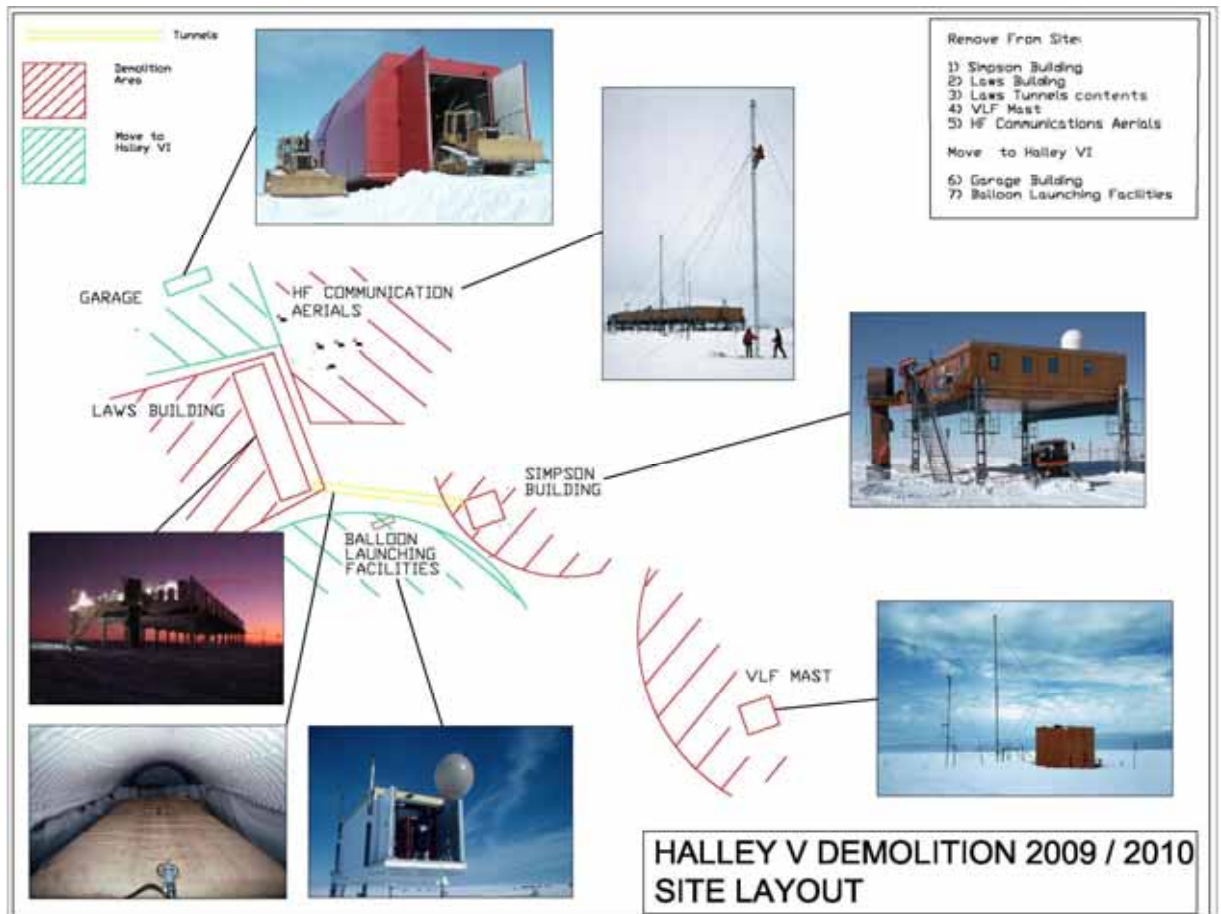 Tunnels
Demolition
Area
Move to
Halley VI
Remove From Site:
1) Simpson Building
2) Laws Building
3) Laws Tunnels contents
4) VLF Mast
5) HF Communications Aerials
Move to Halley VI
6) Garage Building
7) Balloon Launching Facilities
GARAGE
HF COMMUNICATION
AERIALS
LAWS BUILDING
SIMPSON
BUILDING
BALLOON
LAUNCHING
FACILITIES
VLF MAST
HALLEY V DEMOLITION 2009 / 2010
SITE LAYOUT